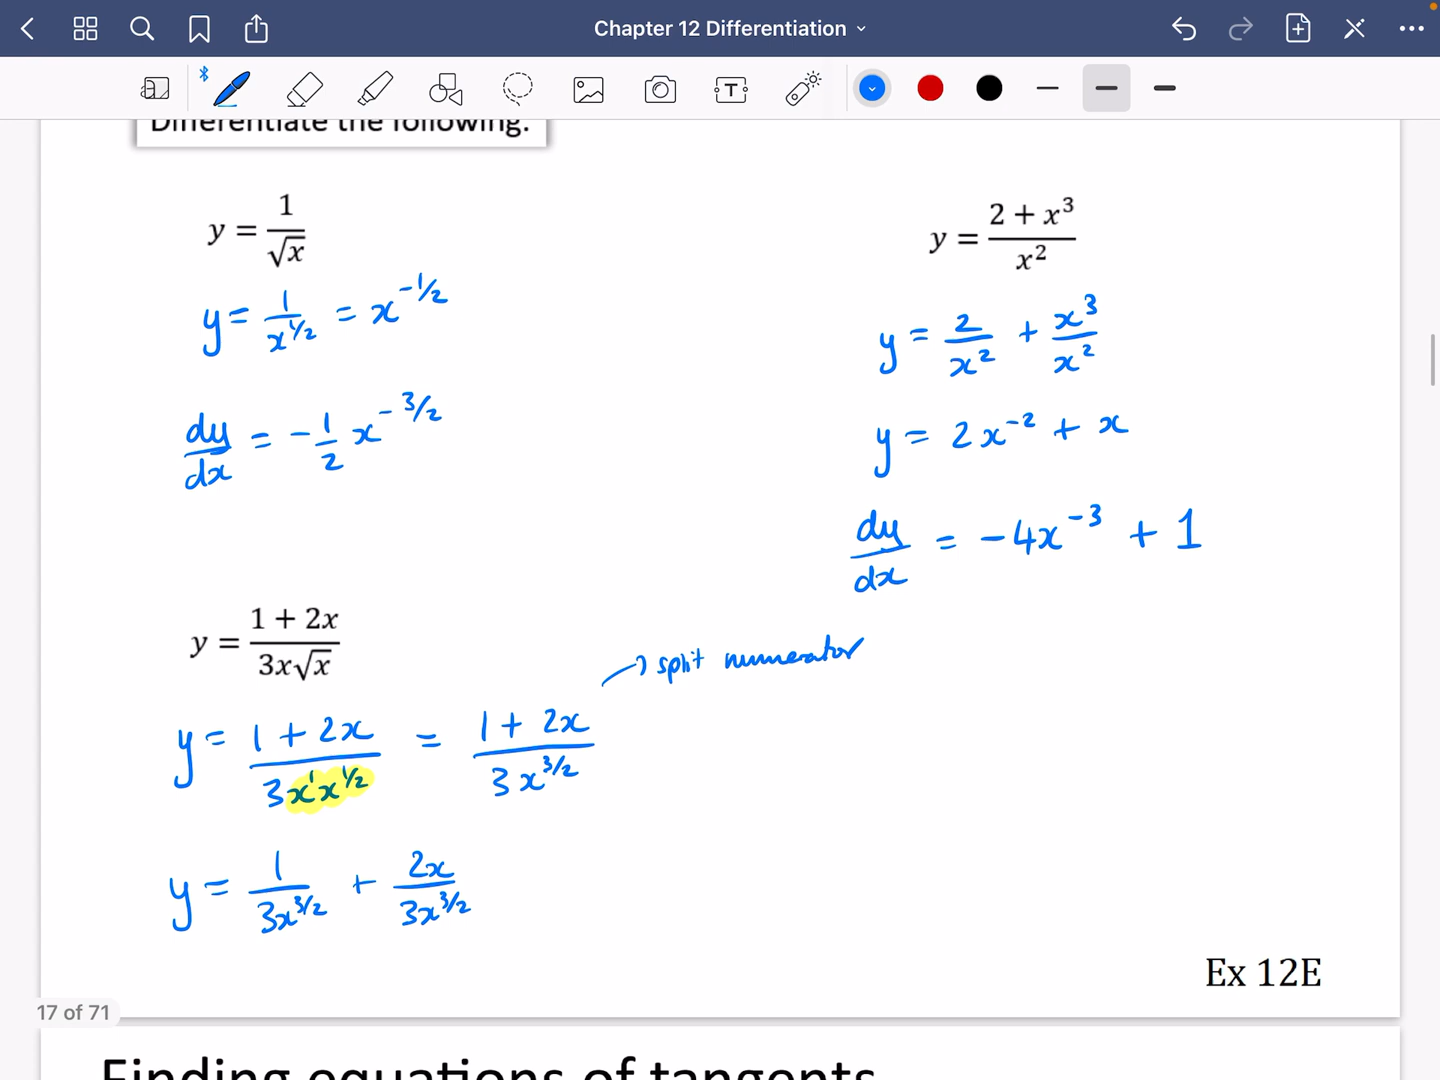 Chapter 12 Differentiation
T
Differentiate the following:
y = 1/√x
y = 1/x^1/2 = x^-1/2
dy/dx = -1/2 x^-3/2
y = (2 + x³)/x²
y = 2/x² + x³/x²
y = 2x^-2 + x
dy/dx = -4x^-3 + 1
y = (1 + 2x)/(3x√x)
split numerator
y = (1 + 2x)/(3x^1 x^1/2) = (1 + 2x)/(3x^3/2)
y = 1/(3x^3/2) + 2x/(3x^3/2)
Ex 12E
17 of 71
Finding equations of tangents